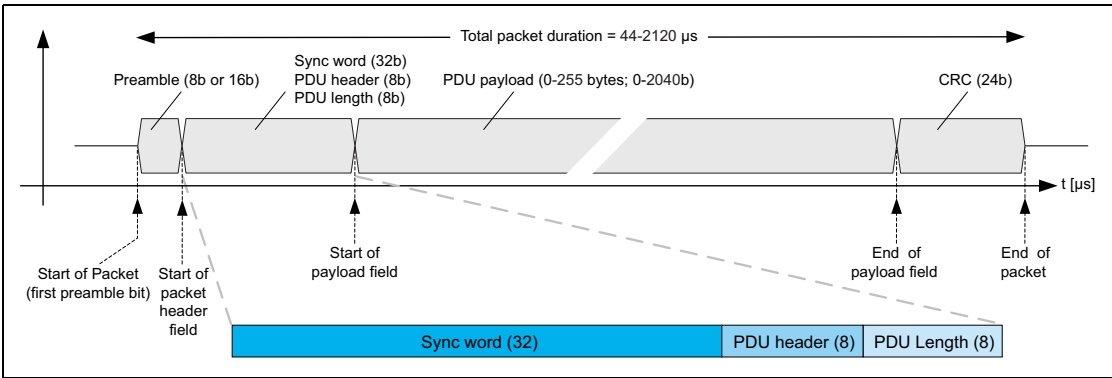 Total packet duration = 44-2120 µs
Preamble (8b or 16b)
Sync word (32b)
PDU header (8b)
PDU length (8b)
PDU payload (0-255 bytes; 0-2040b)
CRC (24b)
t [µs]
Start of Packet
(first preamble bit)
Start of
packet
header
field
Start of
payload field
End of
payload field
End of
packet
Sync word (32)
PDU header (8)
PDU Length (8)